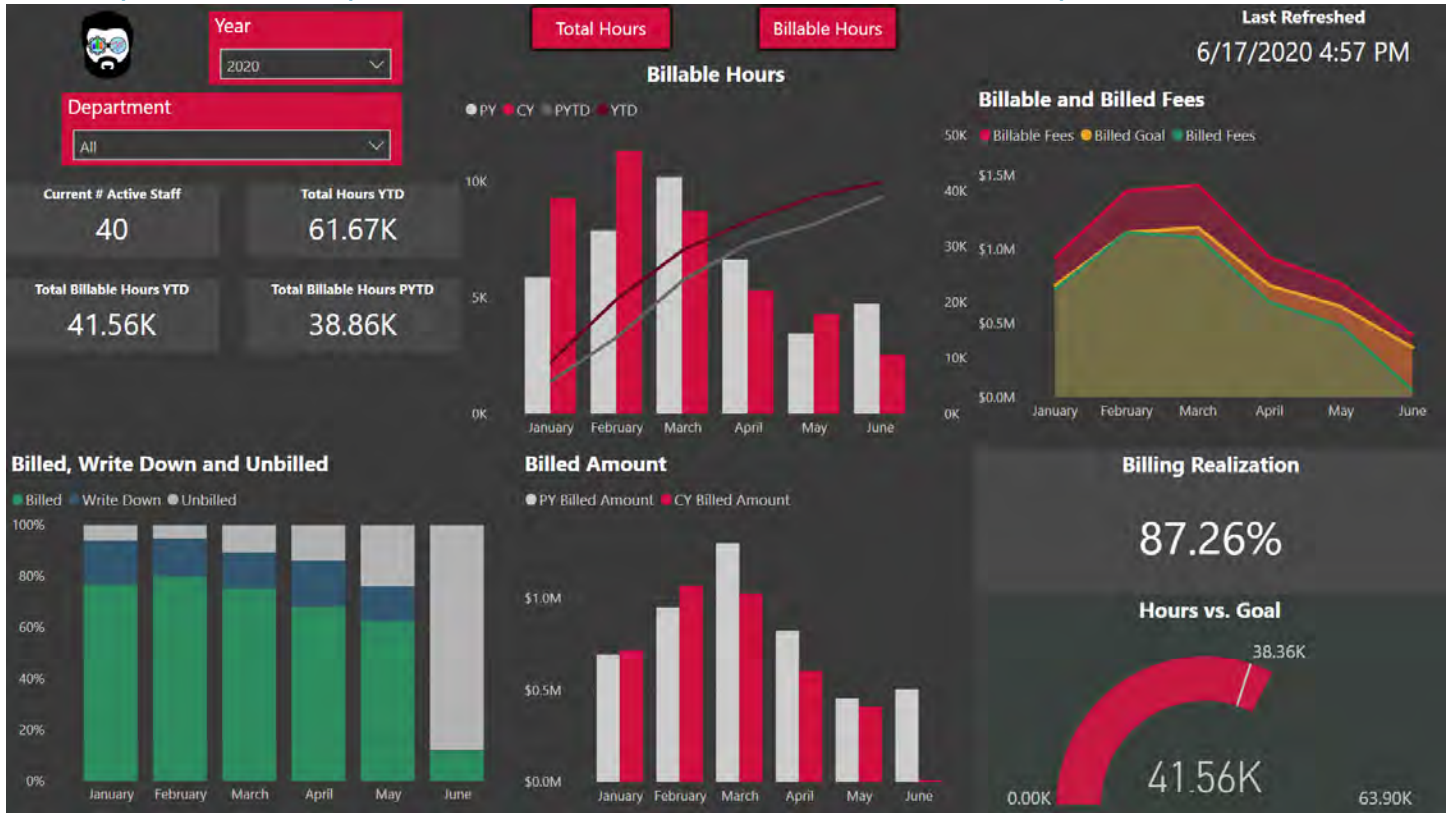 Year
2020
Department
All
Current # Active Staff
40
Total Hours YTD
61.67K
Total Billable Hours YTD
41.56K
Total Billable Hours PYTD
38.86K
Total Hours
Billable Hours
Billable Hours
PY CY PYTD YTD
10K
5K
0K
50K
40K
30K
20K
10K
0K
January February March April May June
Last Refreshed
6/17/2020 4:57 PM
Billable and Billed Fees
Billable Fees Billed Goal Billed Fees
$1.5M
$1.0M
$0.5M
$0.0M
January February March April May June
Billed, Write Down and Unbilled
Billed Write Down Unbilled
100%
80%
60%
40%
20%
0%
January February March April May June
Billed Amount
PY Billed Amount CY Billed Amount
$1.0M
$0.5M
$0.0M
January February March April May June
Billing Realization
87.26%
Hours vs. Goal
38.36K
41.56K
0.00K
63.90K